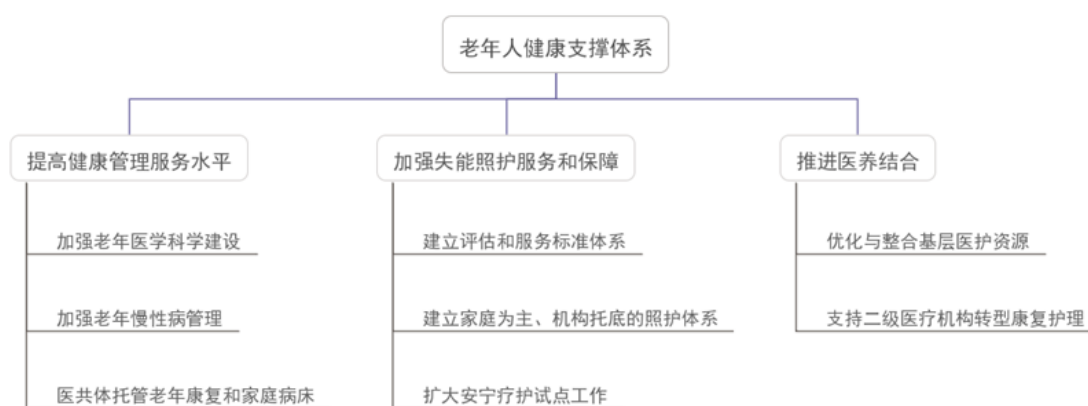 老年人健康支撑体系
提高健康管理服务水平
加强失能照护服务和保障
推进医养结合
加强老年医学科学建设
建立评估和服务标准体系
优化与整合基层医护资源
加强老年慢性病管理
建立家庭为主、机构托底的照护体系
支持二级医疗机构转型康复护理
医共体托管老年康复和家庭病床
扩大安宁疗护试点工作